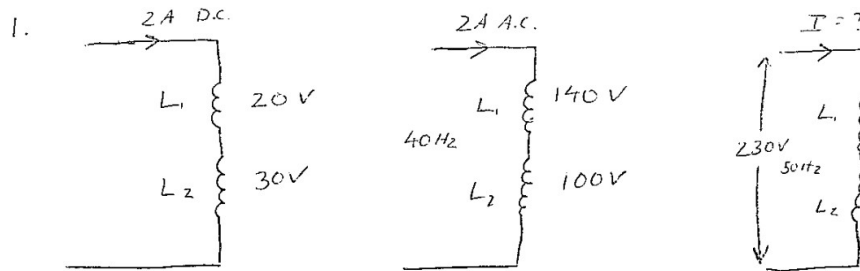 1.
2A D.C.
L₁ 20V
L₂ 30V
2A A.C.
40Hz
L₁ 140V
L₂ 100V
I = ?
230V
50Hz
L₁
L₂